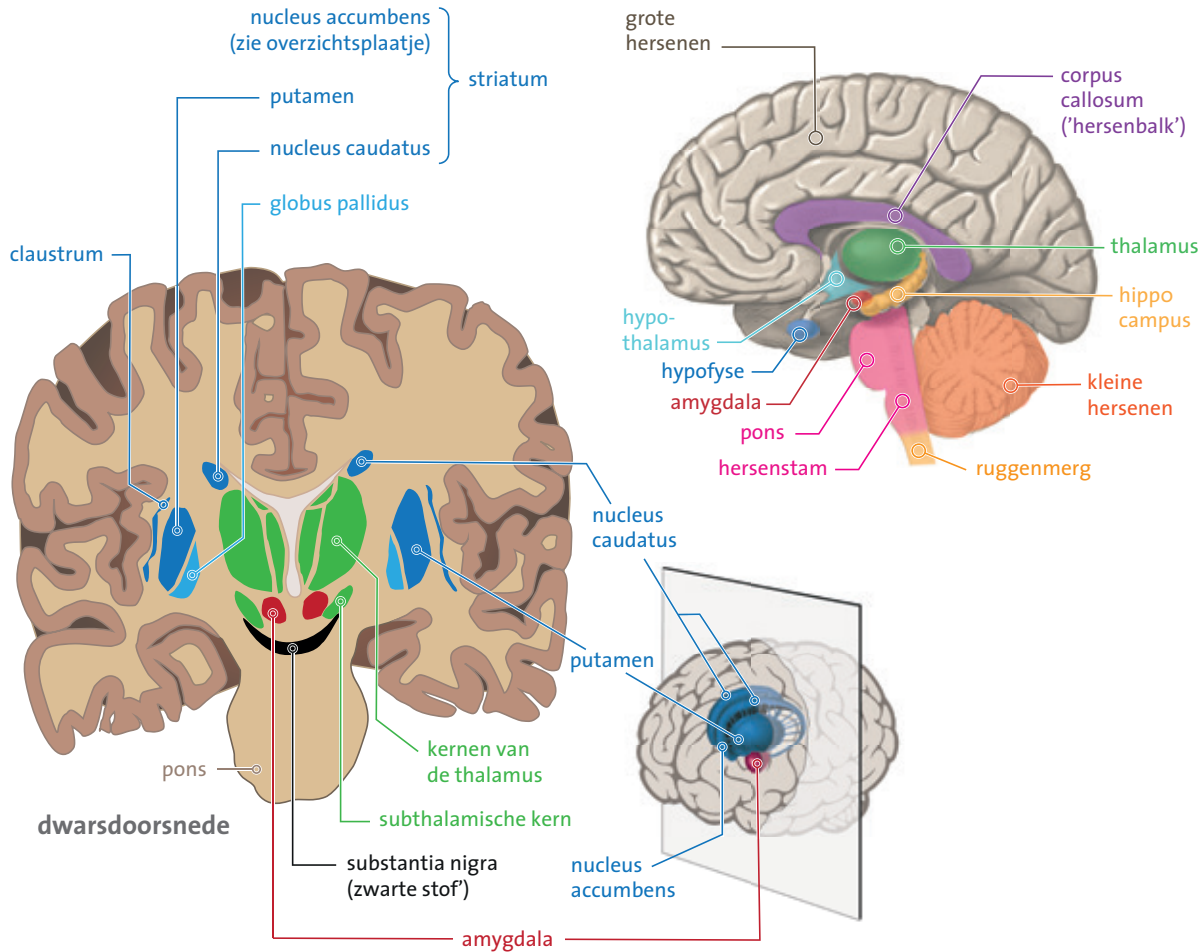 nucleus accumbens
(zie overzichtsplaatje)
striatum
putamen
nucleus caudatus
globus pallidus
claustrum
grote
hersenen
corpus
callosum
('hersenbalk')
thalamus
hippo
campus
hypo-
thalamus
hypofyse
amygdala
kleine
hersenen
pons
hersenstam
ruggenmerg
nucleus
caudatus
putamen
kernen van
de thalamus
pons
subthalamische kern
dwarsdoorsnede
substantia nigra
(zwarte stof')
nucleus
accumbens
amygdala